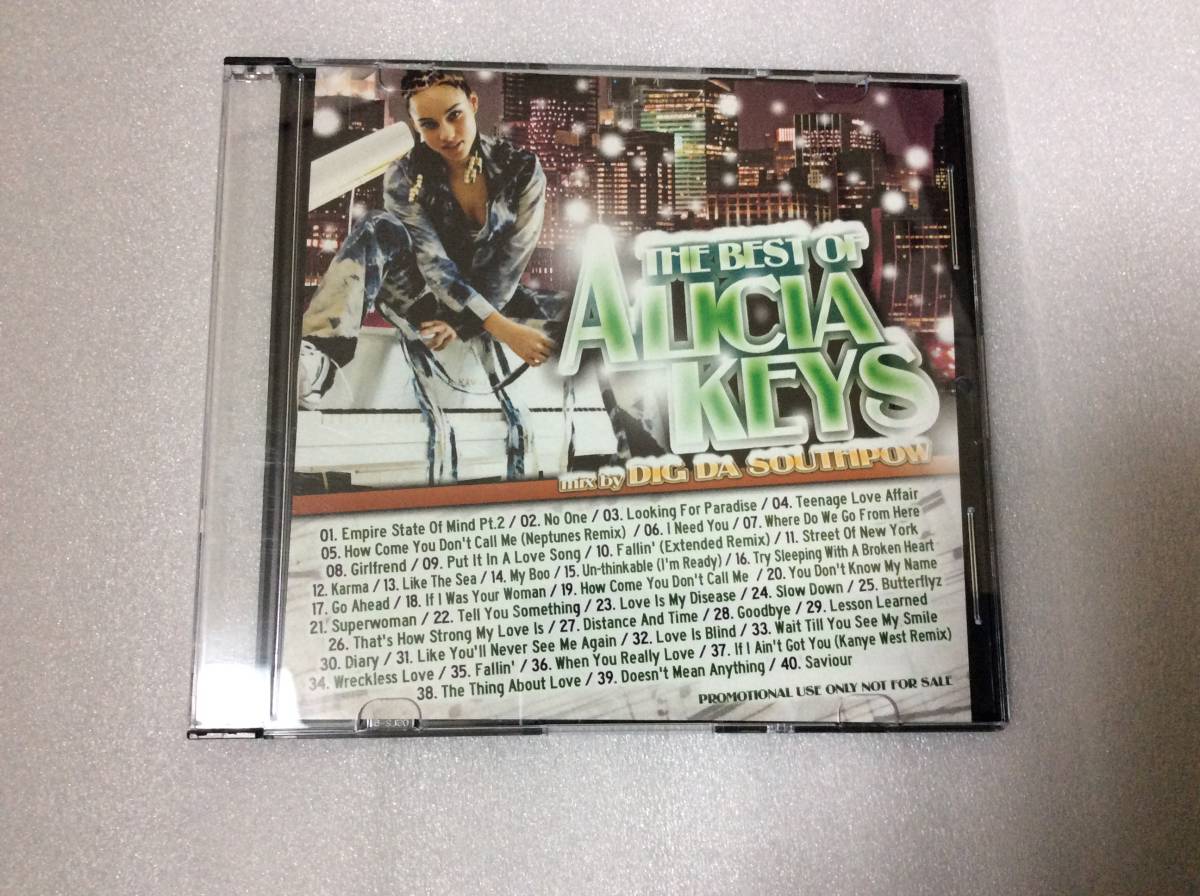 THE BEST OF
ALICIA
KEYS
mix by DIG DA SOUTHPOW
01. Empire State Of Mind Pt.2 / 02. No One / 03. Looking For Paradise / 04. Teenage Love Affair
05. How Come You Don't Call Me (Neptunes Remix) / 06. I Need You / 07. Where Do We Go From Here
08. Girlfrend / 09. Put It In A Love Song / 10. Fallin' (Extended Remix) / 11. Street Of New York
12. Karma / 13. Like The Sea / 14. My Boo / 15. Un-thinkable (I'm Ready) / 16. Try Sleeping With A Broken Heart
17. Go Ahead / 18. If I Was Your Woman / 19. How Come You Don't Call Me / 20. You Don't Know My Name
21. Superwoman / 22. Tell You Something / 23. Love Is My Disease / 24. Slow Down / 25. Butterflyz
26. That's How Strong My Love Is / 27. Distance And Time / 28. Goodbye / 29. Lesson Learned
30. Diary / 31. Like You'll Never See Me Again / 32. Love Is Blind / 33. Wait Till You See My Smile
34. Wreckless Love / 35. Fallin' / 36. When You Really Love / 37. If I Ain't Got You (Kanye West Remix)
38. The Thing About Love / 39. Doesn't Mean Anything / 40. Saviour
PROMOTIONAL USE ONLY NOT FOR SALE